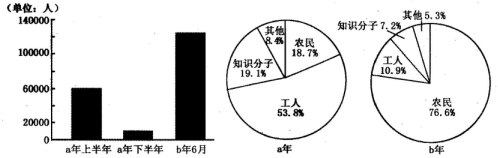 (单位：人)
140000
100000
60000
20000
0
a年上半年 a年下半年 b年6月
其他
8.4%
农民
18.7%
知识分子
19.1%
工人
53.8%
a年
其他 5.3%
知识分子 7.2%
工人
10.9%
农民
76.6%
b年